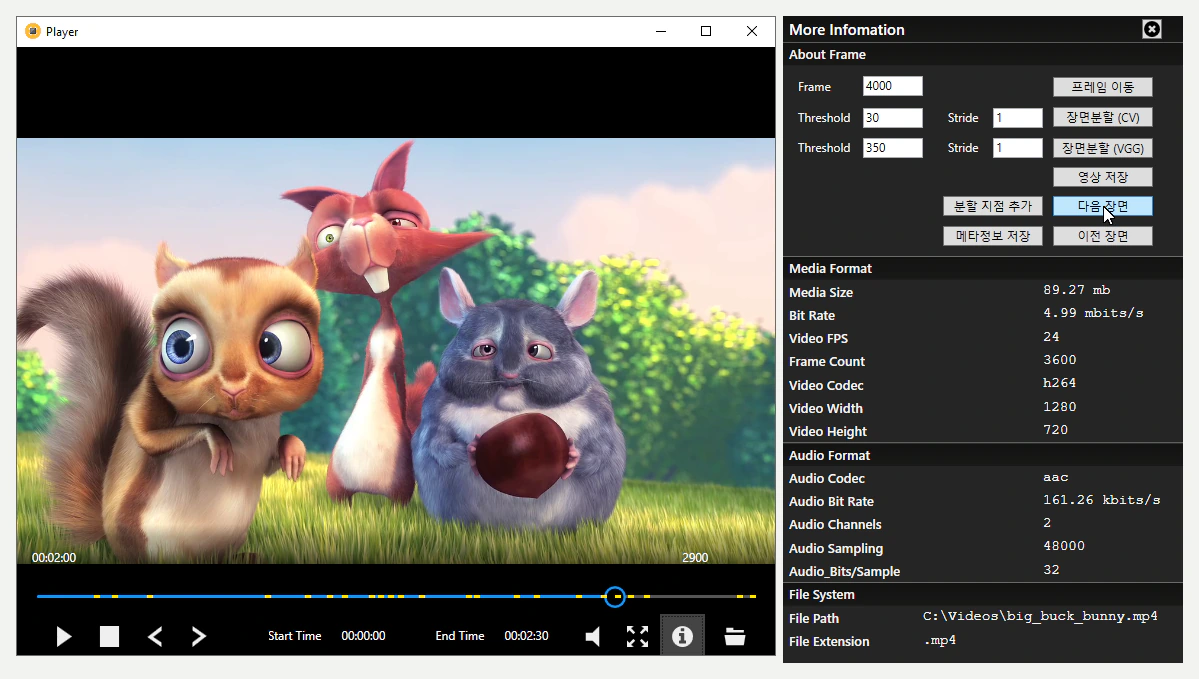 Player
00:02:00 2900
Start Time 00:00:00 End Time 00:02:30
More Infomation
About Frame
Frame 4000 프레임 이동
Threshold 30 Stride 1 장면분할 (CV)
Threshold 350 Stride 1 장면분할 (VGG)
영상 저장
분할 지점 추가 다음 장면
메타정보 저장 이전 장면
Media Format
Media Size 89.27 mb
Bit Rate 4.99 mbits/s
Video FPS 24
Frame Count 3600
Video Codec h264
Video Width 1280
Video Height 720
Audio Format
Audio Codec aac
Audio Bit Rate 161.26 kbits/s
Audio Channels 2
Audio Sampling 48000
Audio_Bits/Sample 32
File System
File Path C:\Videos\big_buck_bunny.mp4
File Extension .mp4